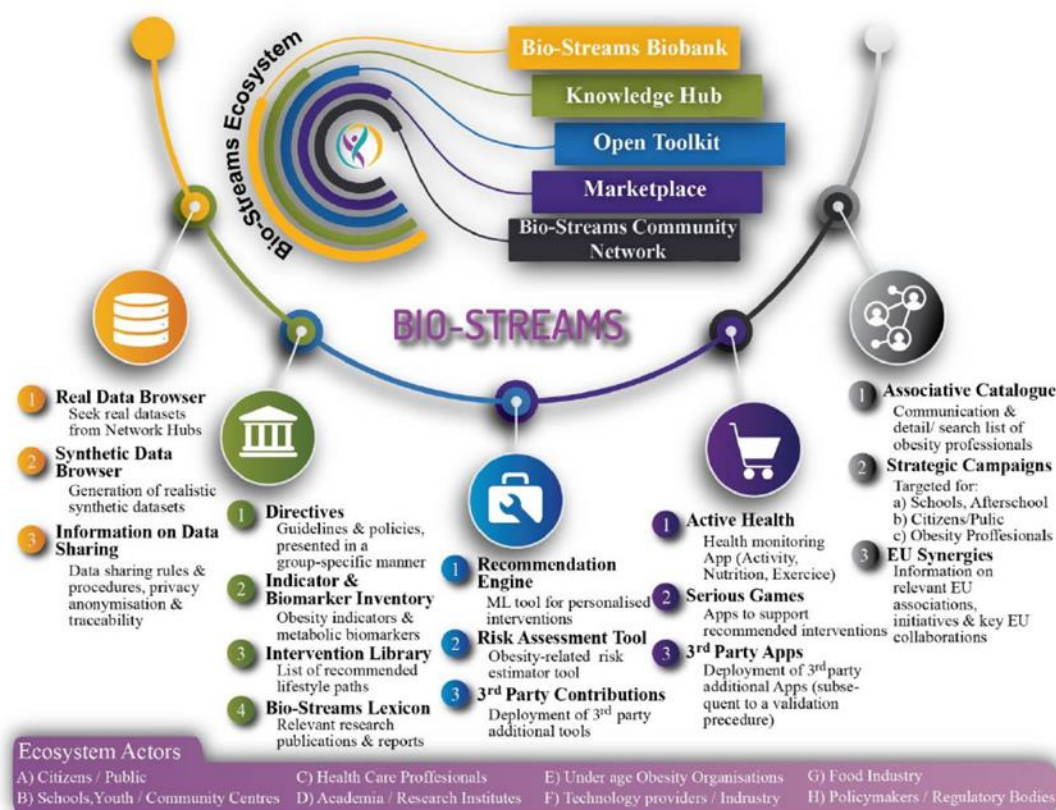 Bio-Streams Ecosystem
Bio-Streams Biobank
Knowledge Hub
Open Toolkit
Marketplace
Bio-Streams Community
Network
BIO-STREAMS
1 Real Data Browser
Seek real datasets
from Network Hubs
2 Synthetic Data
Browser
Generation of realistic
synthetic datasets
3 Information on Data
Sharing
Data sharing rules &
procedures, privacy
anonymisation &
traceability
1 Directives
Guidelines & policies,
presented in a
group-specific manner
2 Indicator &
Biomarker Inventory
Obesity indicators &
metabolic biomarkers
3 Intervention Library
List of recommended
lifestyle paths
4 Bio-Streams Lexicon
Relevant research
publications & reports
1 Recommendation
Engine
ML tool for personalised
interventions
2 Risk Assessment Tool
Obesity-related risk
estimator tool
3 3rd Party Contributions
Deployment of 3rd party
additional tools
1 Active Health
Health monitoring
App (Activity,
Nutrition, Exercice)
2 Serious Games
Apps to support
recommended interventions
3 3rd Party Apps
Deployment of 3rd party
additional Apps (subse-
quent to a validation
procedure)
1 Associative Catalogue
Communication &
detail/ search list of
obesity professionals
2 Strategic Campaigns
Targeted for:
a) Schools, Afterschool
b) Citizens/Pulic
c) Obesity Proffesionals
3 EU Synergies
Information on
relevant EU
associations,
initiatives & key EU
collaborations
Ecosystem Actors
A) Citizens / Public
B) Schools,Youth / Community Centres
C) Health Care Proffesionals
D) Academia / Research Institutes
E) Under age Obesity Organisations
F) Technology providers / Indrustry
G) Food Industry
H) Policymakers / Regulatory Bodies